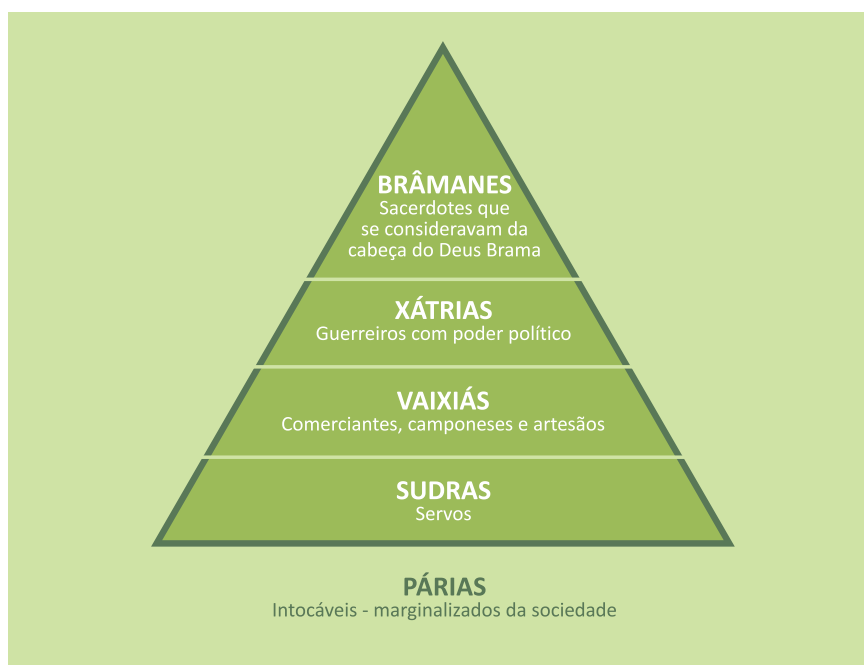 BRÂMANES
Sacerdotes que
se consideravam da
cabeça do Deus Brama
XÁTRIAS
Guerreiros com poder político
VAIXIÁS
Comerciantes, camponeses e artesãos
SUDRAS
Servos
PÁRIAS
Intocáveis - marginalizados da sociedade